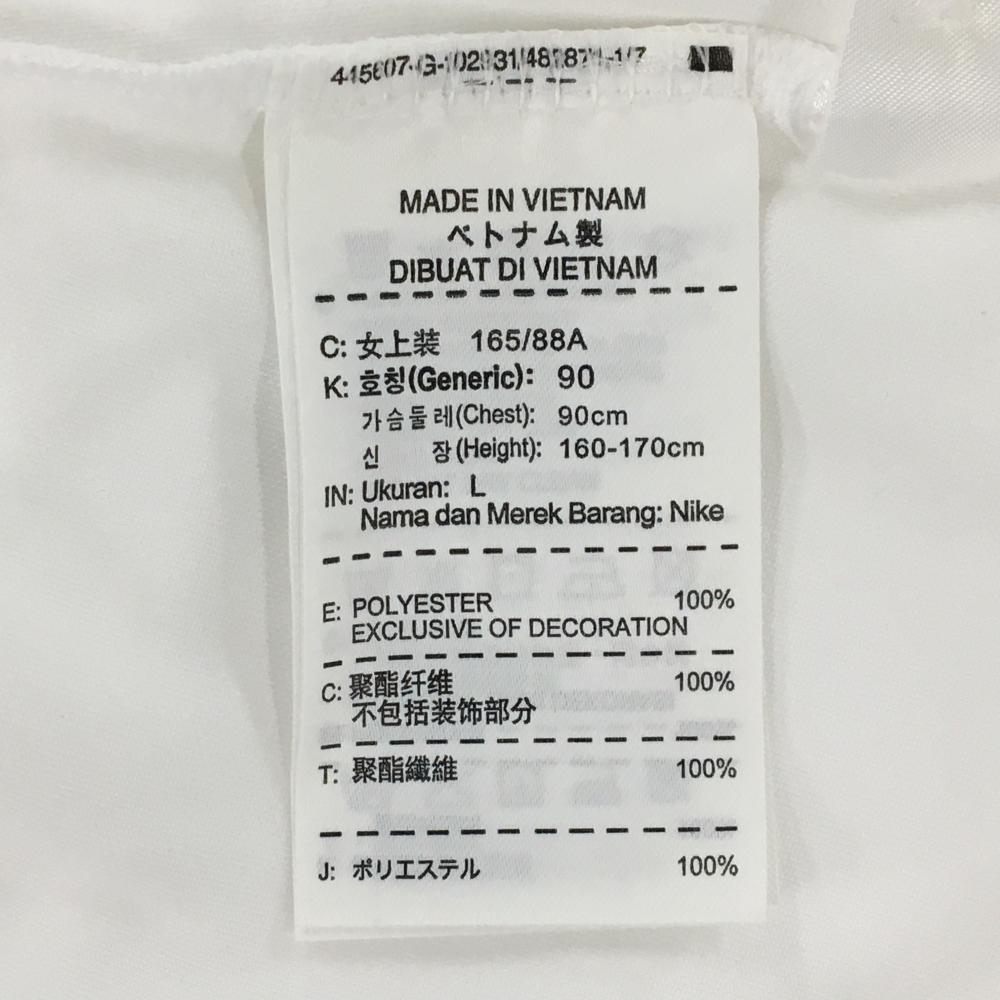 MADE IN VIETNAM
ベトナム製
DIBUAT DI VIETNAM
C: 女上装 165/88A
K: 호칭(Generic): 90
가슴둘레(Chest): 90cm
신 장(Height): 160-170cm
IN: Ukuran: L
Nama dan Merek Barang: Nike
E: POLYESTER 100%
EXCLUSIVE OF DECORATION
C: 聚酯纤维 100%
不包括装饰部分
T: 聚酯纖維 100%
J: ポリエステル 100%